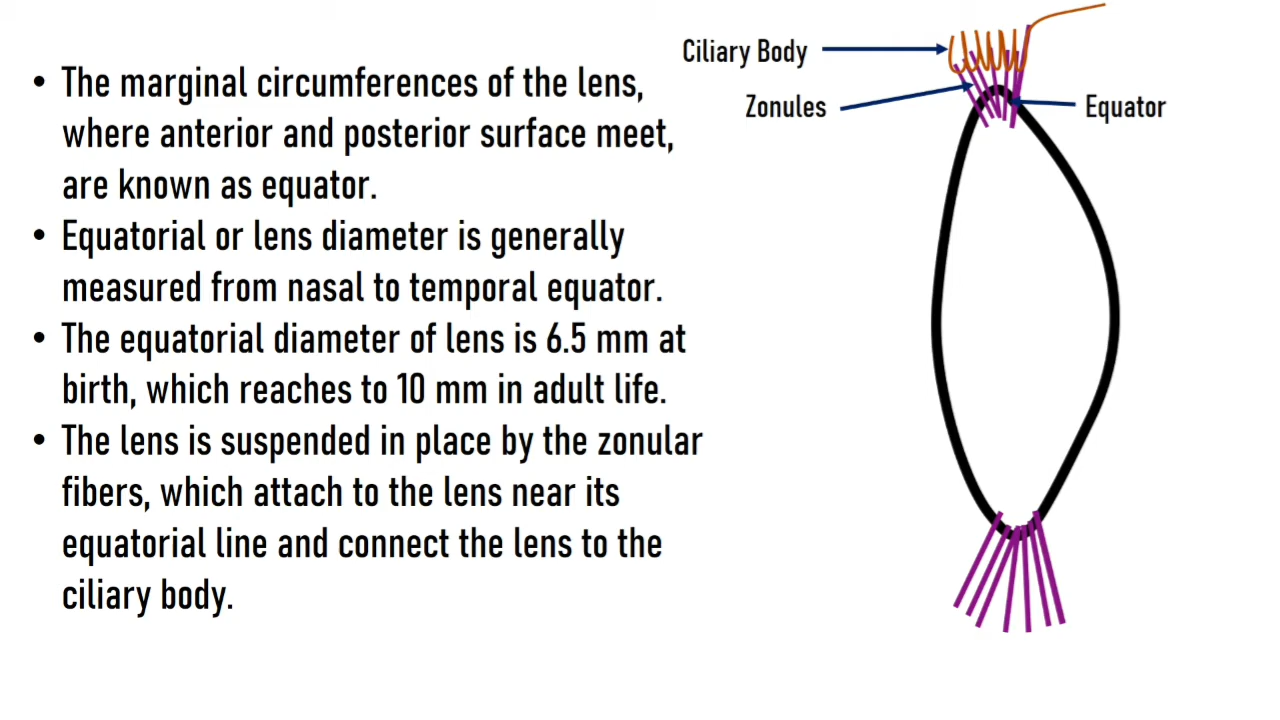 • The marginal circumferences of the lens,
where anterior and posterior surface meet,
are known as equator.
• Equatorial or lens diameter is generally
measured from nasal to temporal equator.
• The equatorial diameter of lens is 6.5 mm at
birth, which reaches to 10 mm in adult life.
• The lens is suspended in place by the zonular
fibers, which attach to the lens near its
equatorial line and connect the lens to the
ciliary body.
Ciliary Body
Zonules
Equator